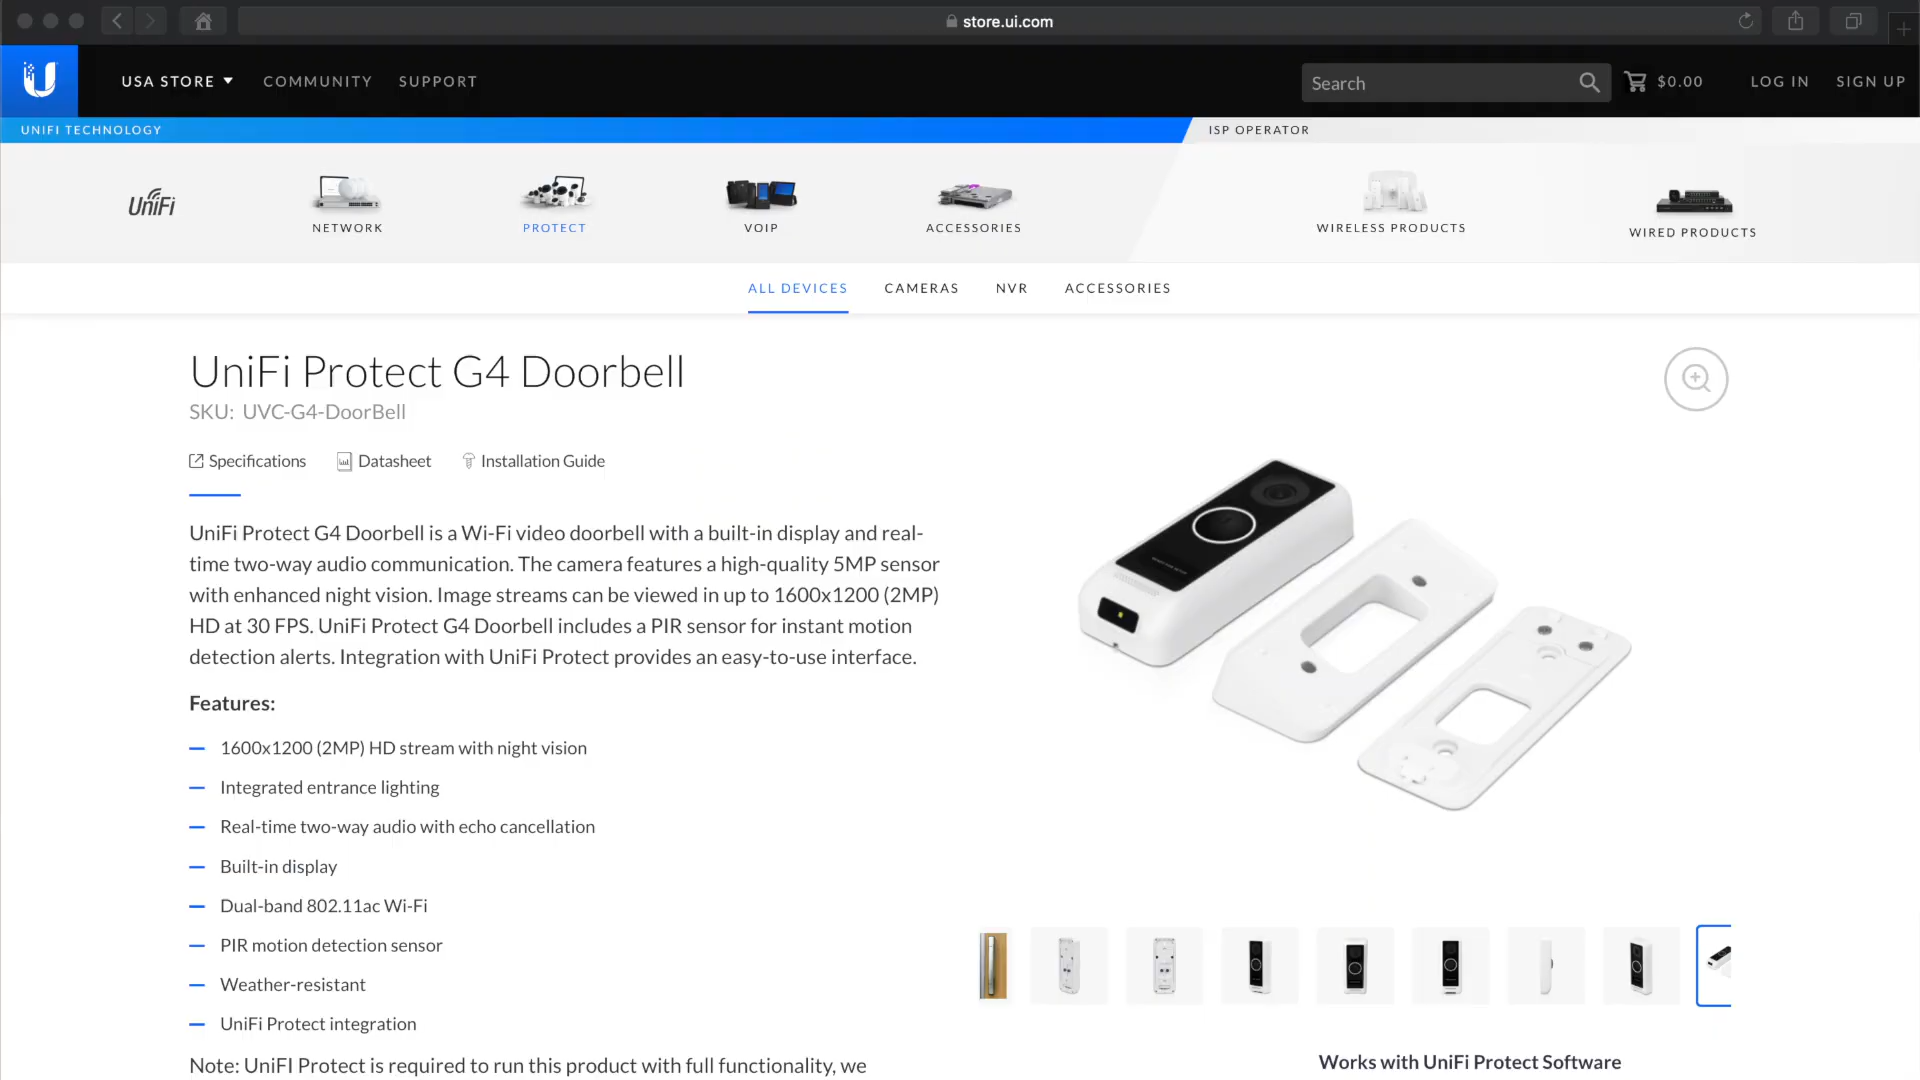 store.ui.com
USA STORE COMMUNITY SUPPORT Search $0.00 LOG IN SIGN UP
UNIFI TECHNOLOGY ISP OPERATOR
UniFi NETWORK PROTECT VOIP ACCESSORIES WIRELESS PRODUCTS WIRED PRODUCTS
ALL DEVICES CAMERAS NVR ACCESSORIES
UniFi Protect G4 Doorbell
SKU: UVC-G4-DoorBell
Specifications Datasheet Installation Guide
UniFi Protect G4 Doorbell is a Wi-Fi video doorbell with a built-in display and real-
time two-way audio communication. The camera features a high-quality 5MP sensor
with enhanced night vision. Image streams can be viewed in up to 1600x1200 (2MP)
HD at 30 FPS. UniFi Protect G4 Doorbell includes a PIR sensor for instant motion
detection alerts. Integration with UniFi Protect provides an easy-to-use interface.
Features:
1600x1200 (2MP) HD stream with night vision
Integrated entrance lighting
Real-time two-way audio with echo cancellation
Built-in display
Dual-band 802.11ac Wi-Fi
PIR motion detection sensor
Weather-resistant
UniFi Protect integration
Note: UniFI Protect is required to run this product with full functionality, we
Works with UniFi Protect Software